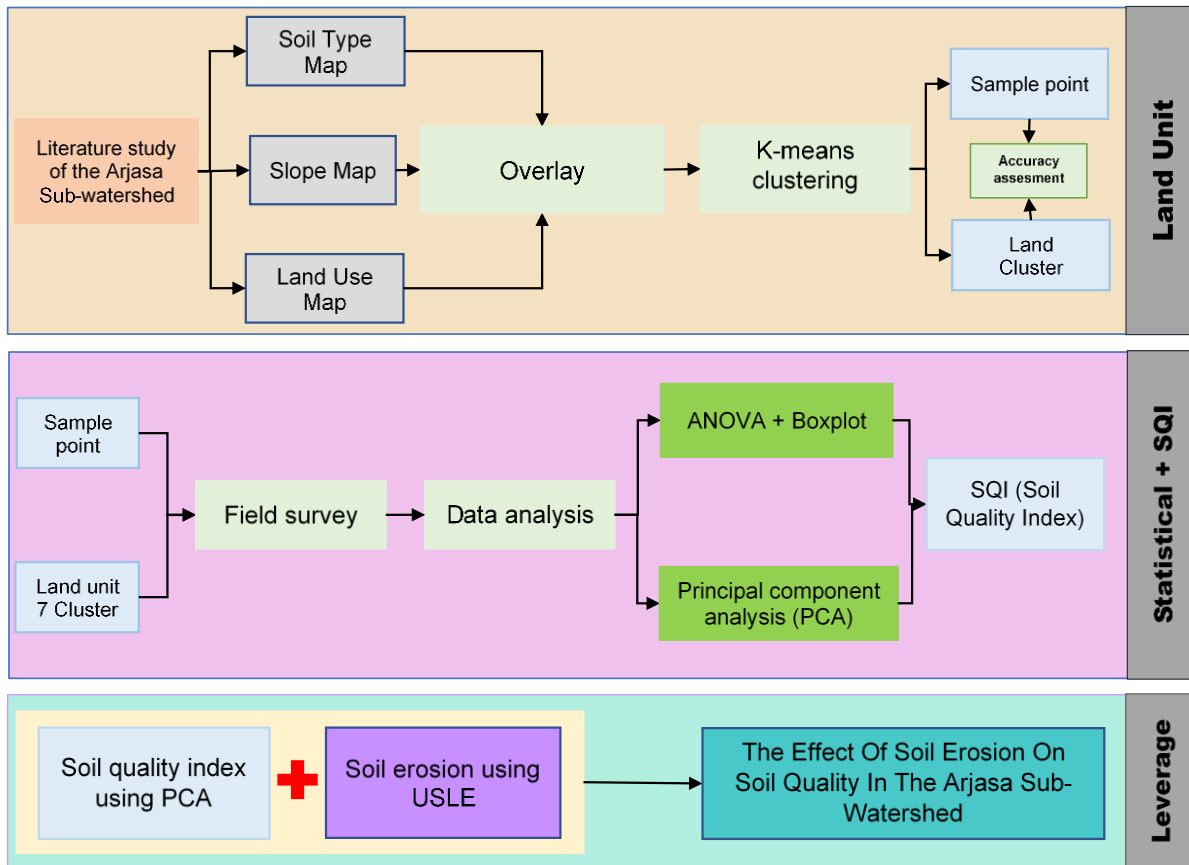 Soil Type
Map
Literature study
of the Arjasa
Sub-watershed
Slope Map
Land Use
Map
Overlay
K-means
clustering
Sample point
Accuracy
assesment
Land
Cluster
Land Unit
Sample
point
Land unit
7 Cluster
Field survey
Data analysis
ANOVA + Boxplot
Principal component
analysis (PCA)
SQI (Soil
Quality Index)
Statistical + SQI
Soil quality index
using PCA
Soil erosion using
USLE
The Effect Of Soil Erosion On
Soil Quality In The Arjasa Sub-
Watershed
Leverage